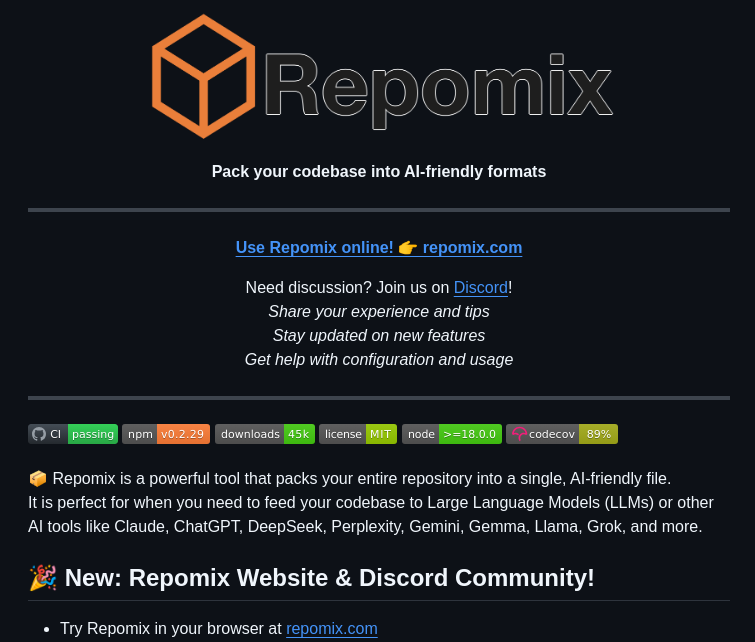 Repomix
Pack your codebase into AI-friendly formats
Use Repomix online! 👉 repomix.com
Need discussion? Join us on Discord!
Share your experience and tips
Stay updated on new features
Get help with configuration and usage
CI passing npm v0.2.29 downloads 45k license MIT node >=18.0.0 codecov 89%
📦 Repomix is a powerful tool that packs your entire repository into a single, AI-friendly file.
It is perfect for when you need to feed your codebase to Large Language Models (LLMs) or other
AI tools like Claude, ChatGPT, DeepSeek, Perplexity, Gemini, Gemma, Llama, Grok, and more.
🎉 New: Repomix Website & Discord Community!
• Try Repomix in your browser at repomix.com